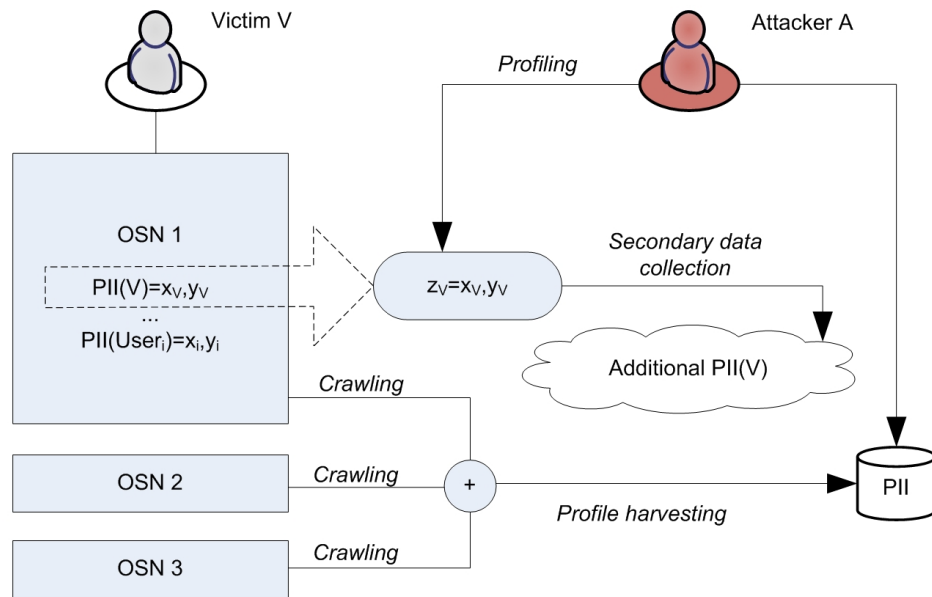 Victim V
Attacker A
Profiling
OSN 1
PII(V)=xV,yV
...
PII(Useri)=xi,yi
zV=xV,yV
Secondary data
collection
Additional PII(V)
Crawling
OSN 2
Crawling
+
Profile harvesting
PII
OSN 3
Crawling